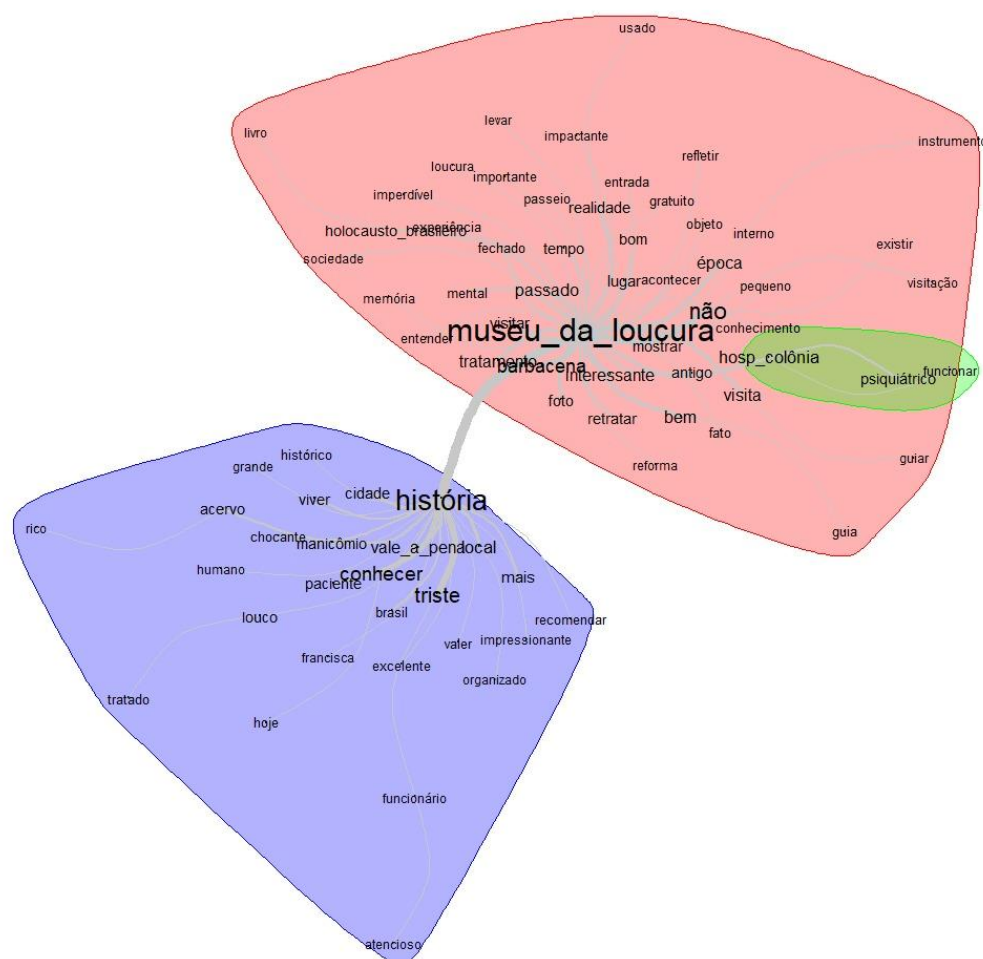 usado
levar
livro
impactante
instrumento
refletir
loucura
importante
entrada
imperdível
passeio
gratuito
realidade
objeto
experiência
holocausto_brasileiro
interno
bom
existir
fechado
tempo
sociedade
época
lugar
acontecer
visitação
pequeno
passado
mental
memória
não
visitar
museu_da_loucura
conhecimento
entender
mostrar
hosp_colônia
tratamento
barbacena
interessante
antigo
funcionar
psiquiátrico
visita
foto
retratar
bem
fato
guiar
reforma
guia
histórico
grande
cidade
história
viver
acervo
rico
chocante
manicômio
vale_a_pena
local
humano
conhecer
mais
paciente
triste
brasil
louco
recomendar
valer
impressionante
francisca
excelente
organizado
tratado
hoje
funcionário
atencioso